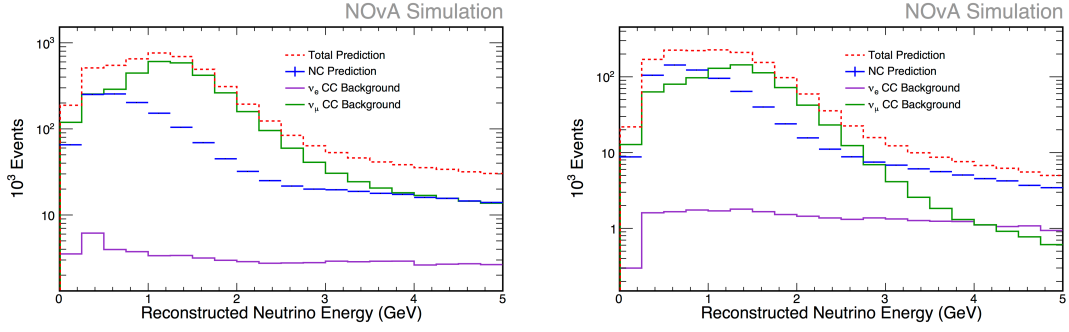 NOvA Simulation
10³ Events
10³
10²
10
Total Prediction
NC Prediction
νe CC Background
νμ CC Background
0 1 2 3 4 5
Reconstructed Neutrino Energy (GeV)
NOvA Simulation
10³ Events
10²
10
1
Total Prediction
NC Prediction
νe CC Background
νμ CC Background
0 1 2 3 4 5
Reconstructed Neutrino Energy (GeV)